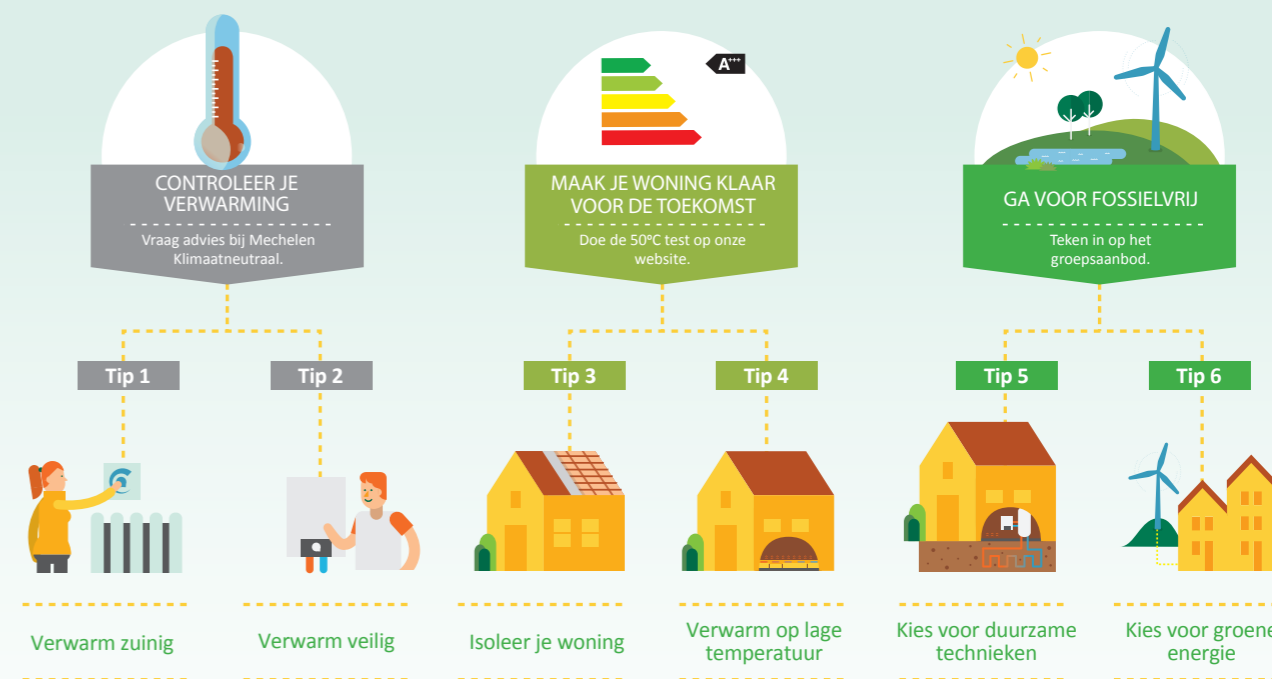 A+++
CONTROLEER JE
VERWARMING
Vraag advies bij Mechelen
Klimaatneutraal.
MAAK JE WONING KLAAR
VOOR DE TOEKOMST
Doe de 50°C test op onze
website.
GA VOOR FOSSIELVRIJ
Teken in op het
groepsaanbod.
Tip 1
Tip 2
Tip 3
Tip 4
Tip 5
Tip 6
Verwarm zuinig
Verwarm veilig
Isoleer je woning
Verwarm op lage
temperatuur
Kies voor duurzame
technieken
Kies voor groene
energie